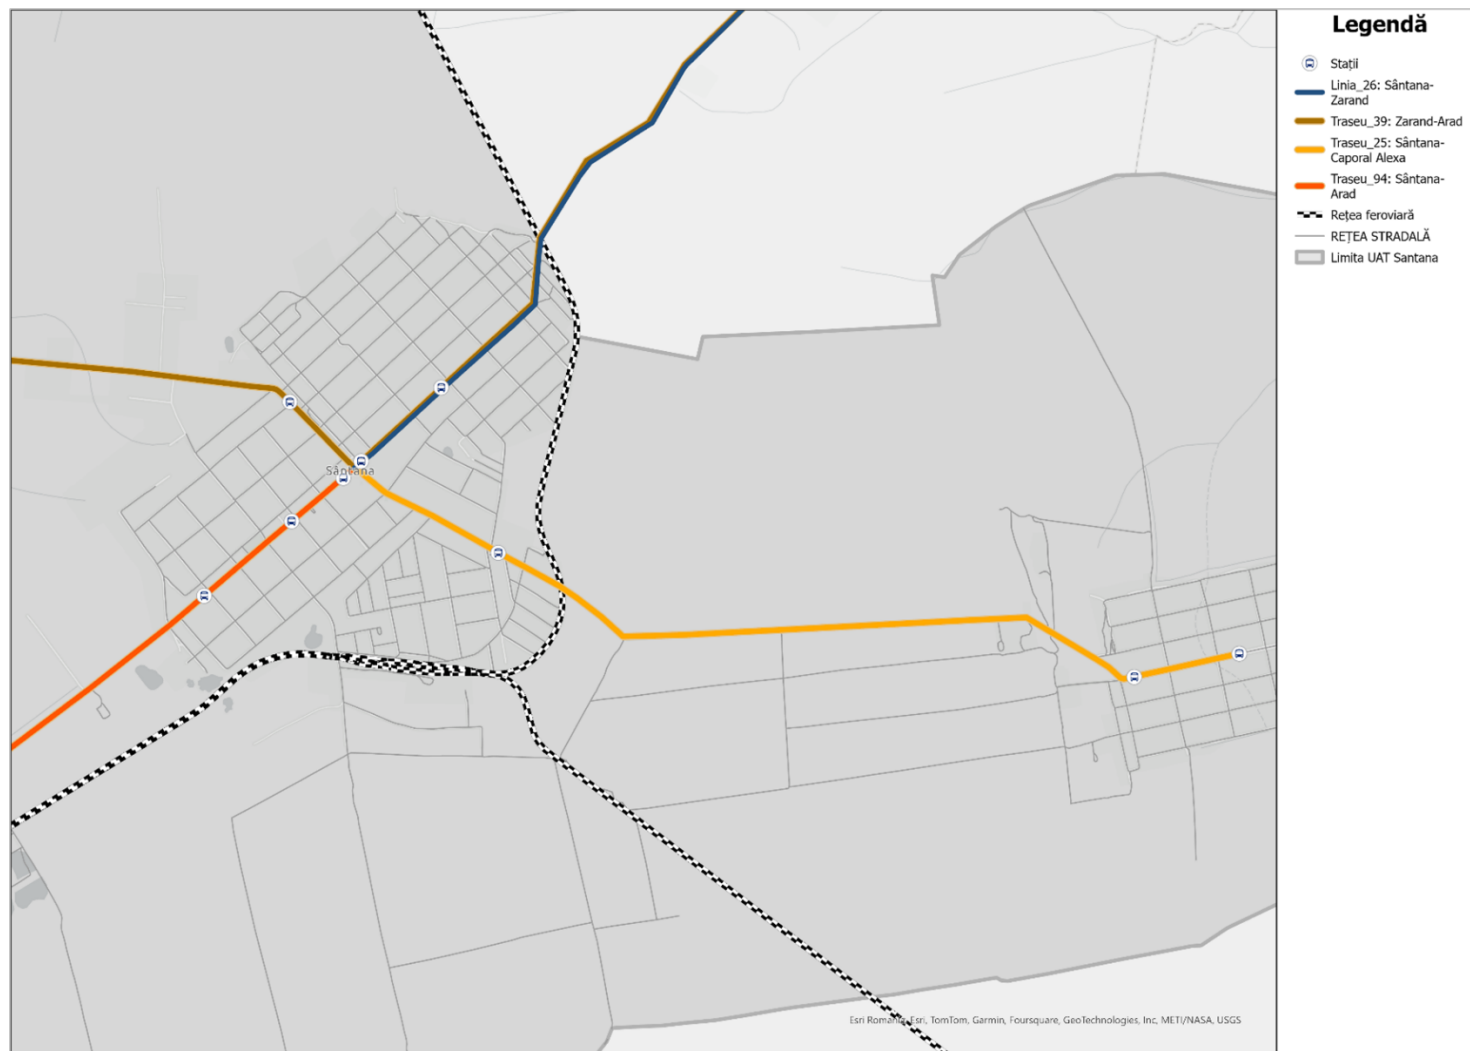 Legendă
Stații
Linia_26: Sântana-
Zarand
Traseu_39: Zarand-Arad
Traseu_25: Sântana-
Caporal Alexa
Traseu_94: Sântana-
Arad
Rețea feroviară
REȚEA STRADALĂ
Limita UAT Santana
Sântana
Esri Romania, Esri, TomTom, Garmin, Foursquare, GeoTechnologies, Inc, METI/NASA, USGS